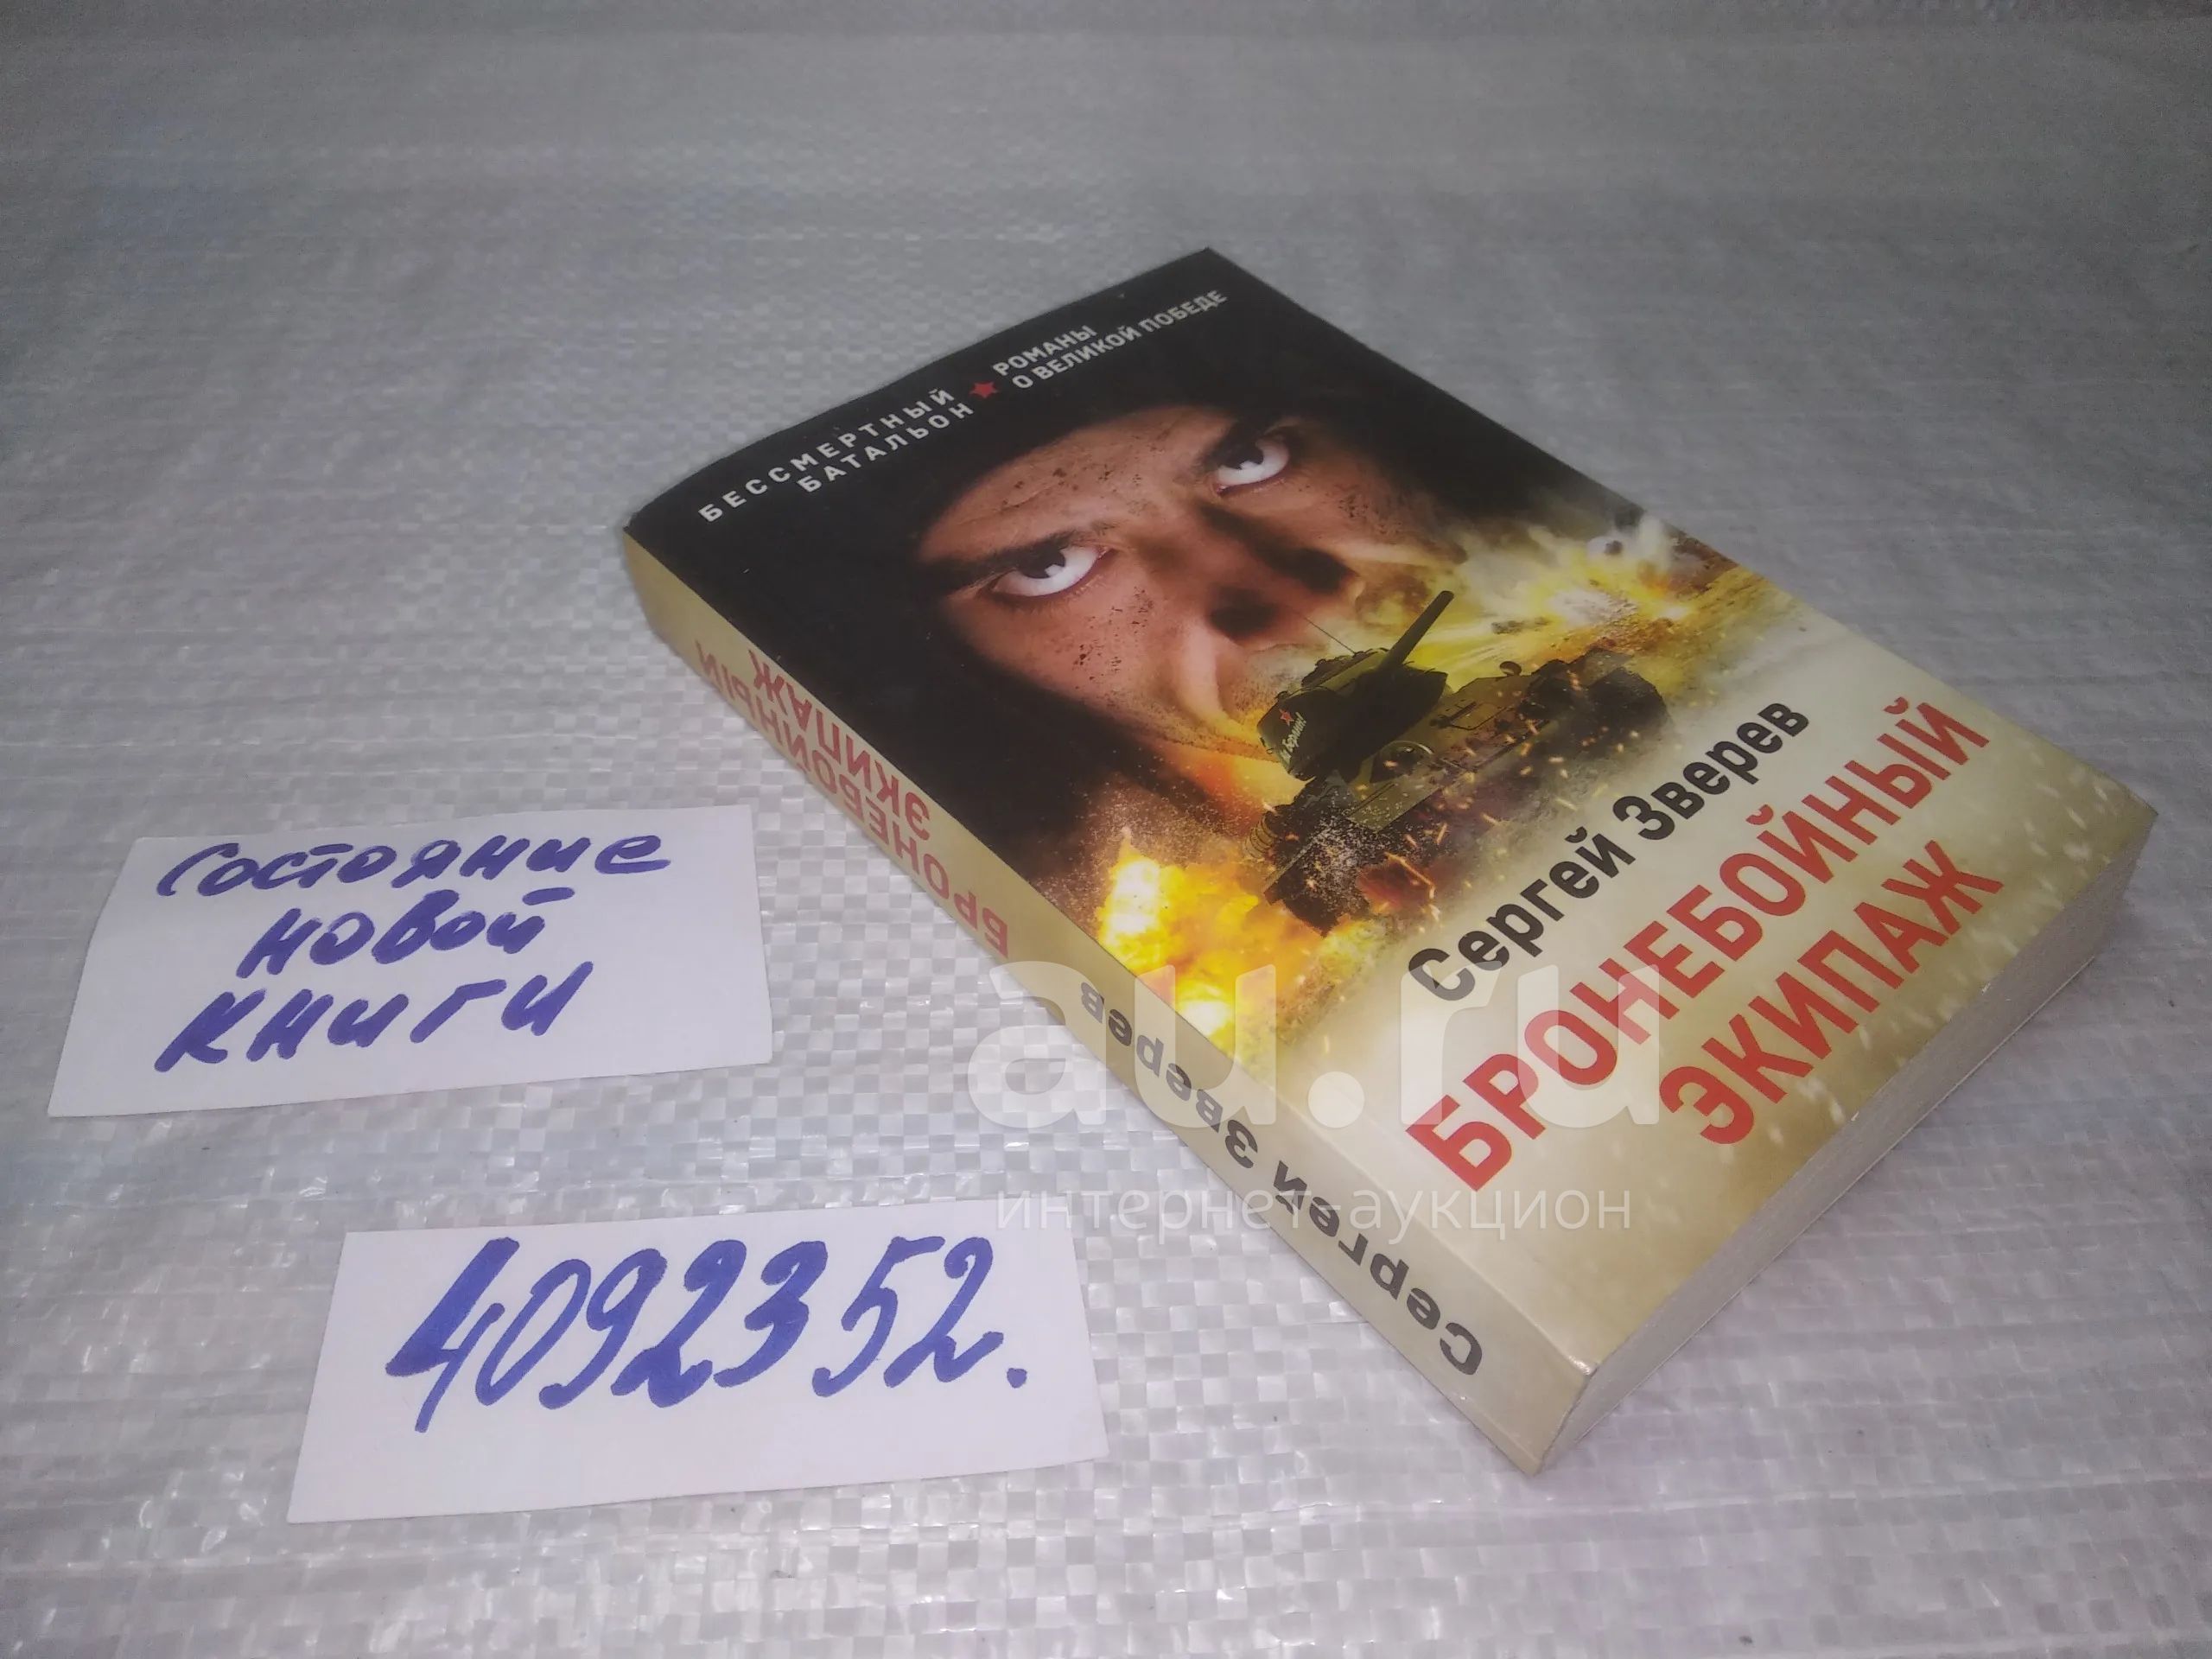 БЕССМЕРТНЫЙ
БАТАЛЬОН
РОМАНЫ
О ВЕЛИКОЙ ПОБЕДЕ
Сергей Зверев
БРОНЕБОЙНЫЙ
ЭКИПАЖ
Сергей Зверев
БРОНЕБОЙНЫЙ
ЭКИПАЖ
Состояние
новой
книги
4092352.
au.ru
интернет-аукцион